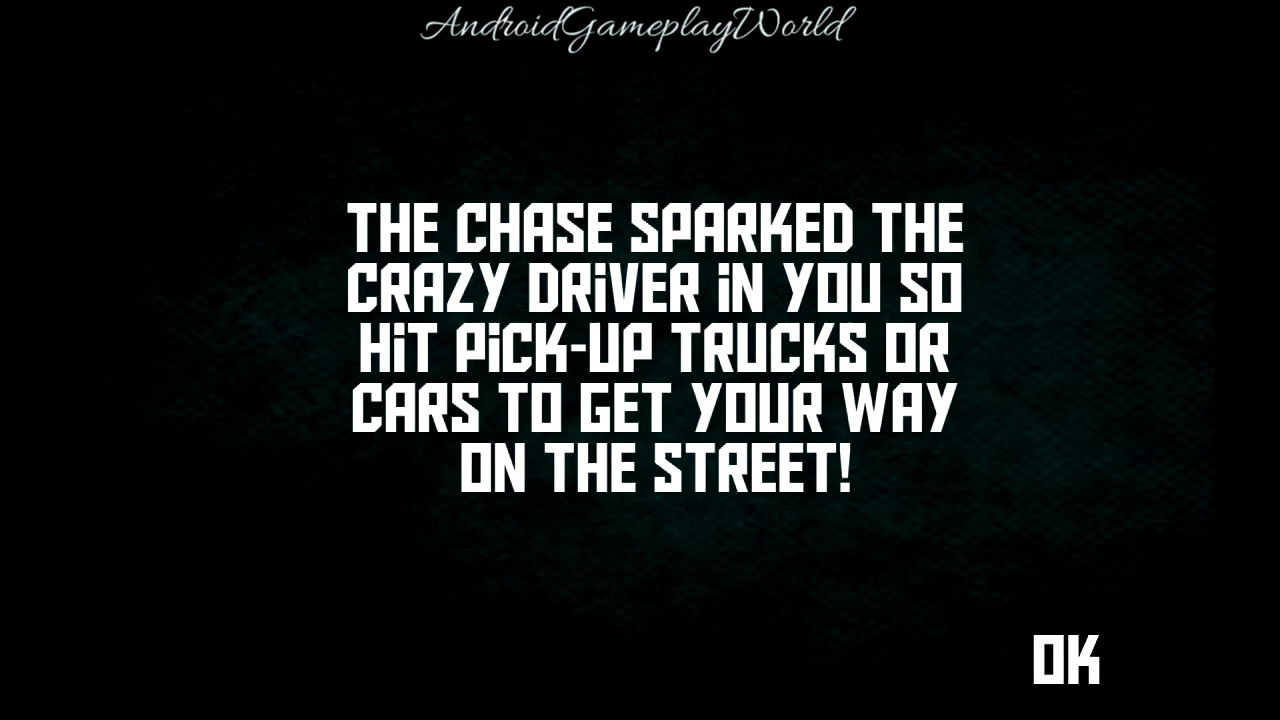 AndroidGameplayWorld
THE CHASE SPARKED THE
CRAZY DRiVER iN YOU SO
HiT PiCK-UP TRUCKS OR
CARS TO GET YOUR WAY
ON THE STREET!
OK